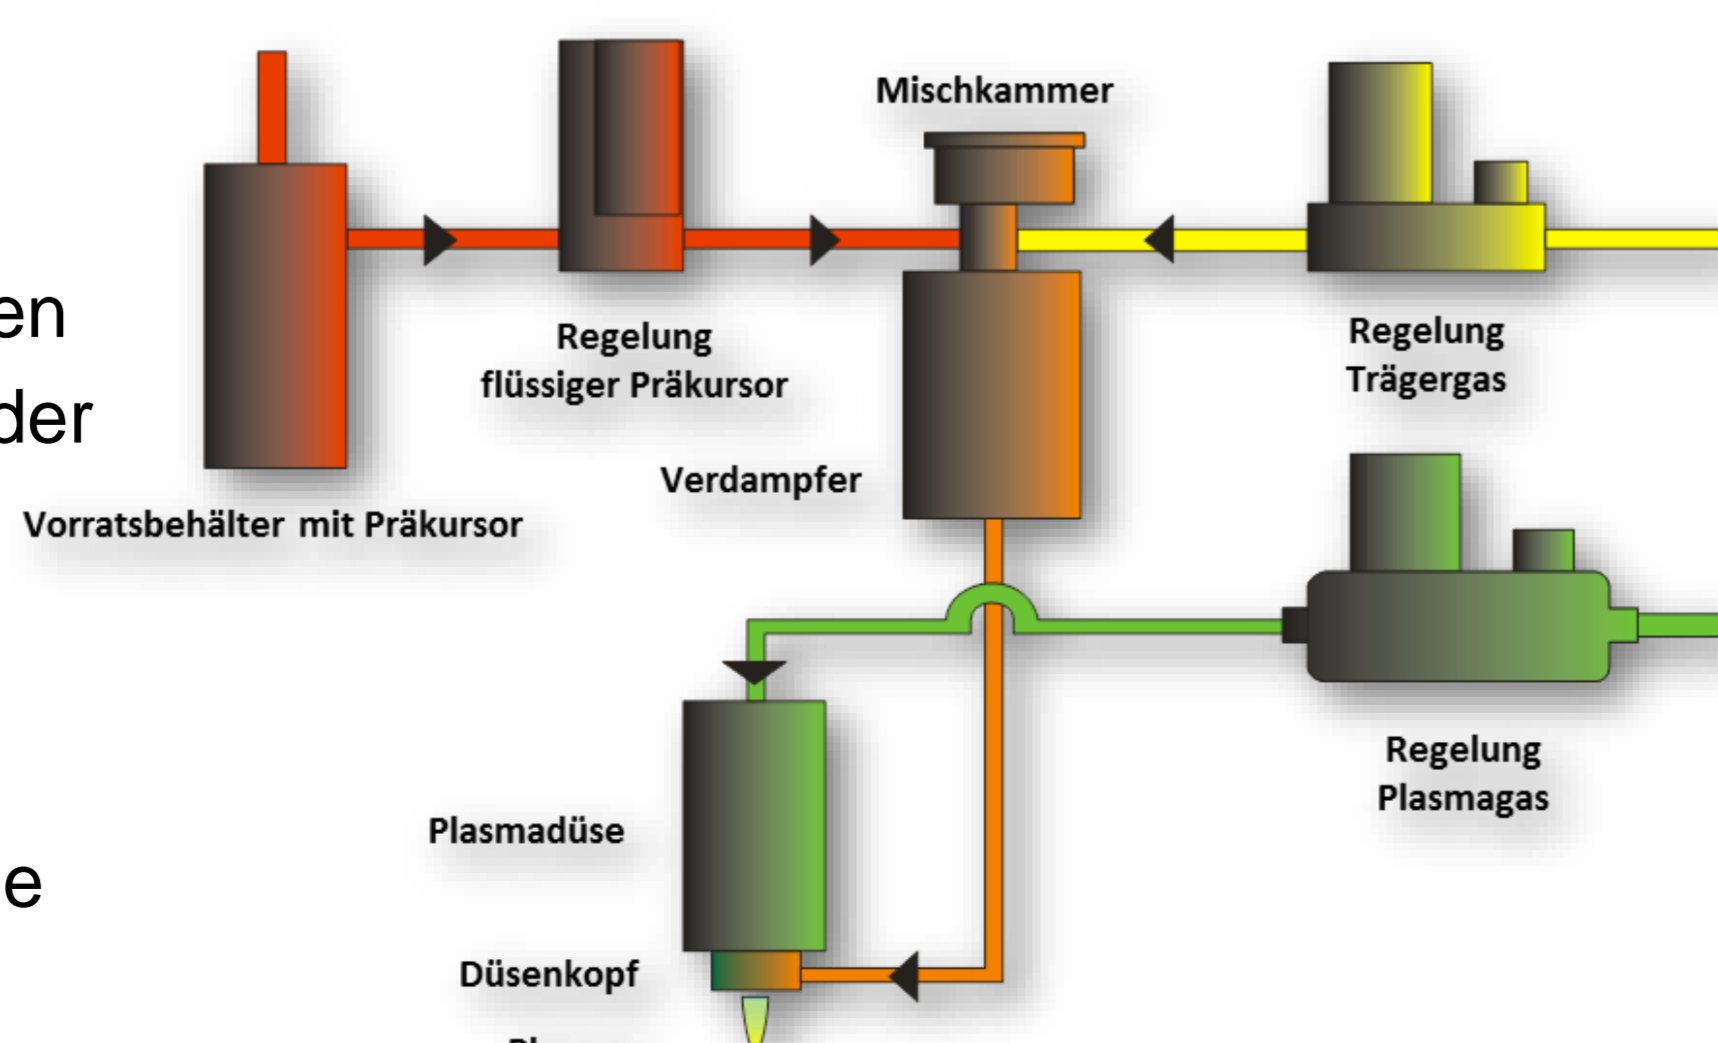 Mischkammer
en
der
Regelung
flüssiger Präkursor
Regelung
Trägergas
Verdampfer
Vorratsbehälter mit Präkursor
Regelung
Plasmagas
Plasmadüse
e
Düsenkopf